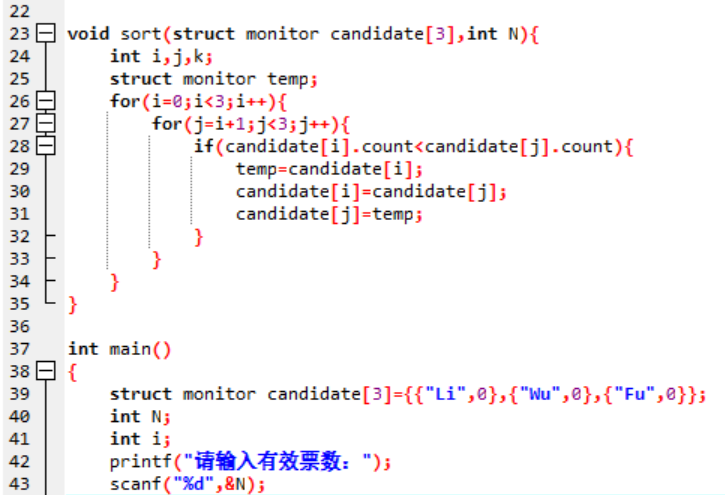 22
23 void sort(struct monitor candidate[3],int N){
24 int i,j,k;
25 struct monitor temp;
26 for(i=0;i<3;i++){
27 for(j=i+1;j<3;j++){
28 if(candidate[i].count<candidate[j].count){
29 temp=candidate[i];
30 candidate[i]=candidate[j];
31 candidate[j]=temp;
32 }
33 }
34 }
35 }
36
37 int main()
38 {
39 struct monitor candidate[3]={{"Li",0},{"Wu",0},{"Fu",0}};
40 int N;
41 int i;
42 printf("请输入有效票数：");
43 scanf("%d",&N);